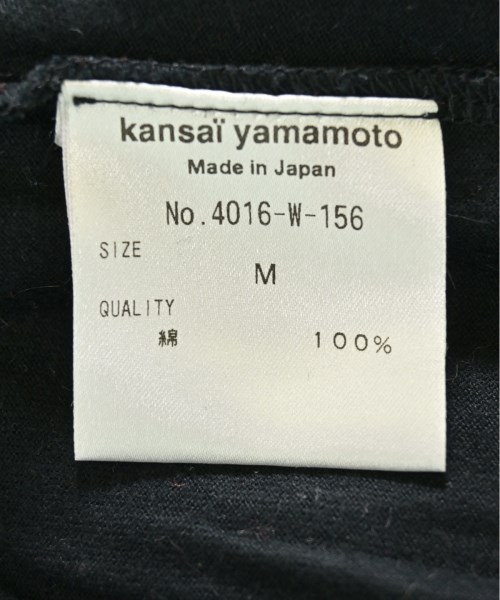 kansaï yamamoto
Made in Japan
No.4016-W-156
SIZE
M
QUALITY
綿 100%